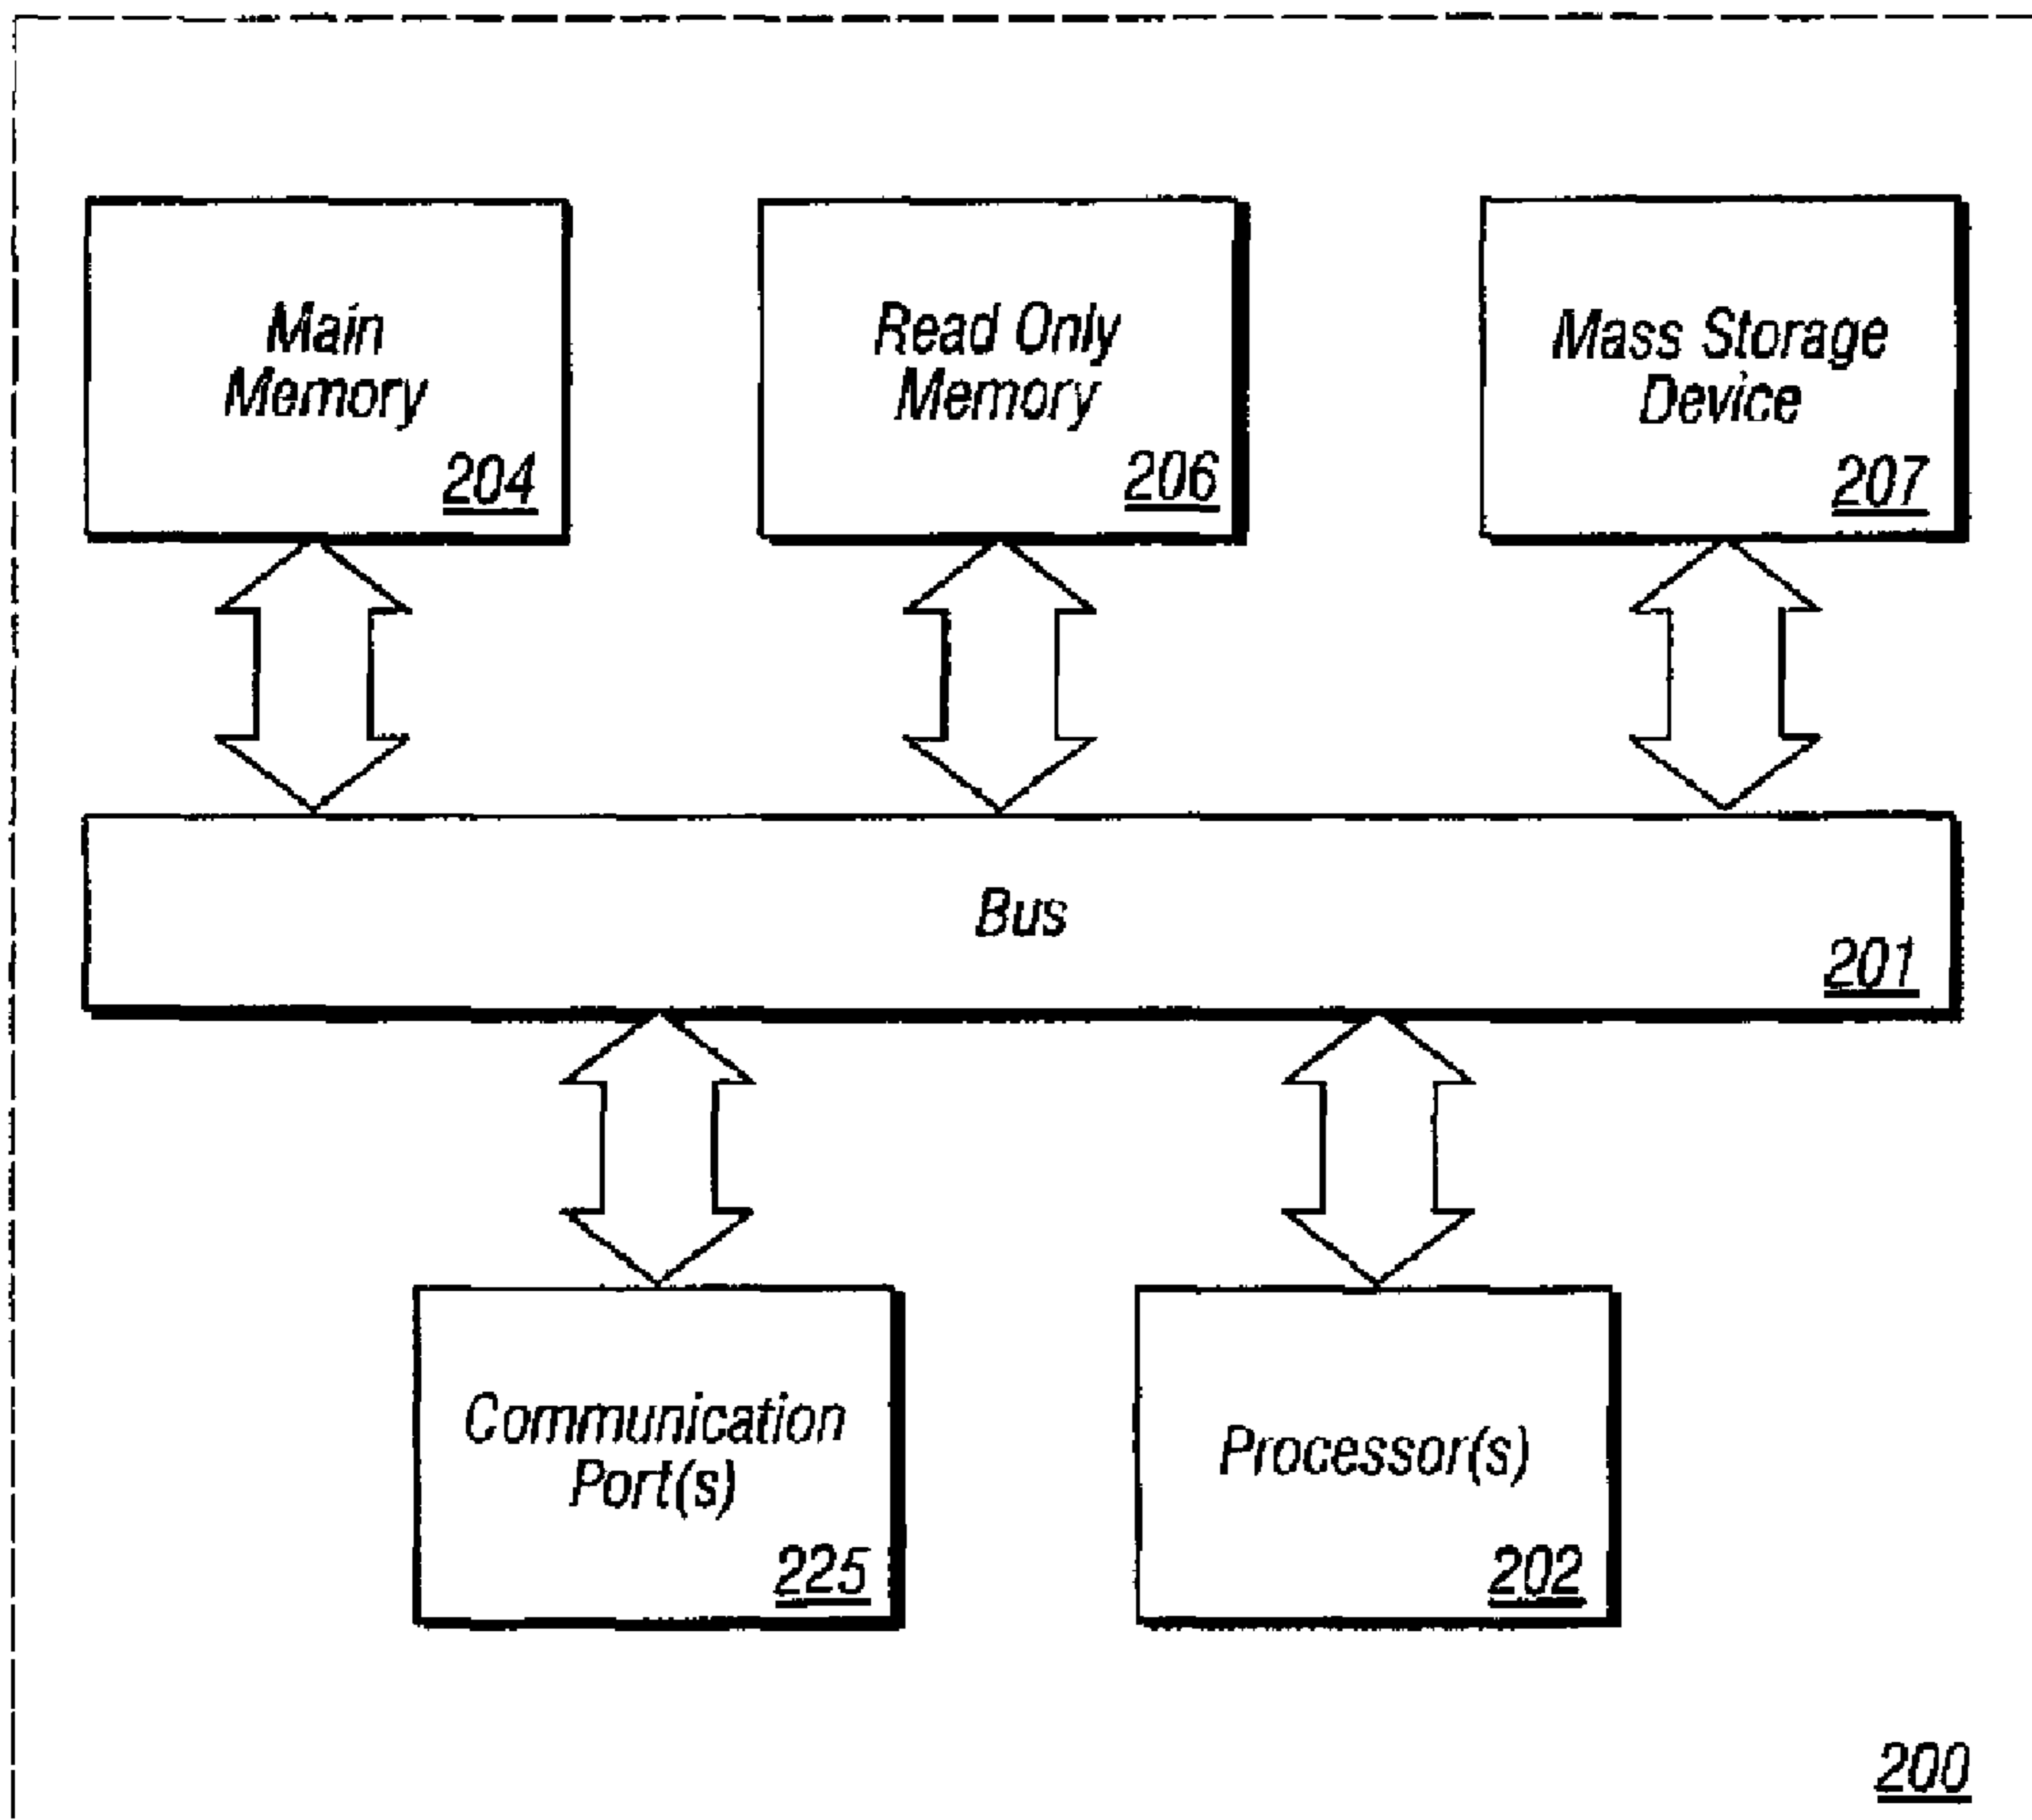 Main
Memory
204
Read Only
Memory
206
Mass Storage
Device
207
Bus
201
Communication
Port(s)
225
Processor(s)
202
200